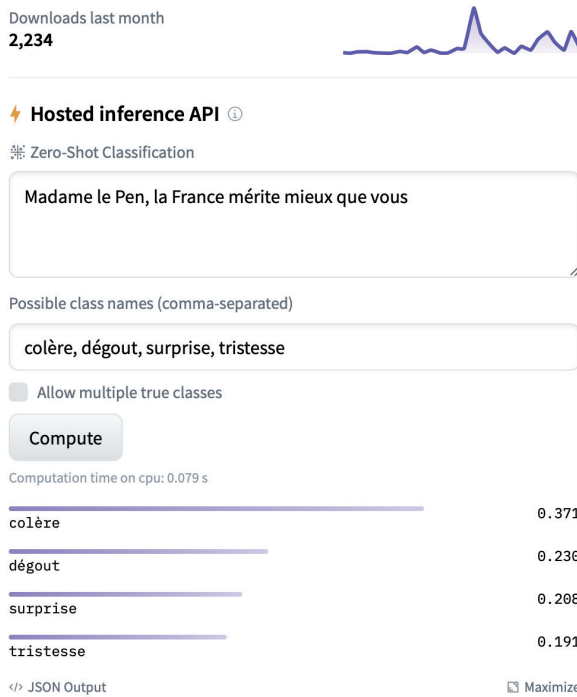 Downloads last month
2,234
Hosted inference API
Zero-Shot Classification
Madame le Pen, la France mérite mieux que vous
Possible class names (comma-separated)
colère, dégout, surprise, tristesse
Allow multiple true classes
Compute
Computation time on cpu: 0.079 s
colère 0.371
dégout 0.230
surprise 0.208
tristesse 0.191
</> JSON Output Maximize